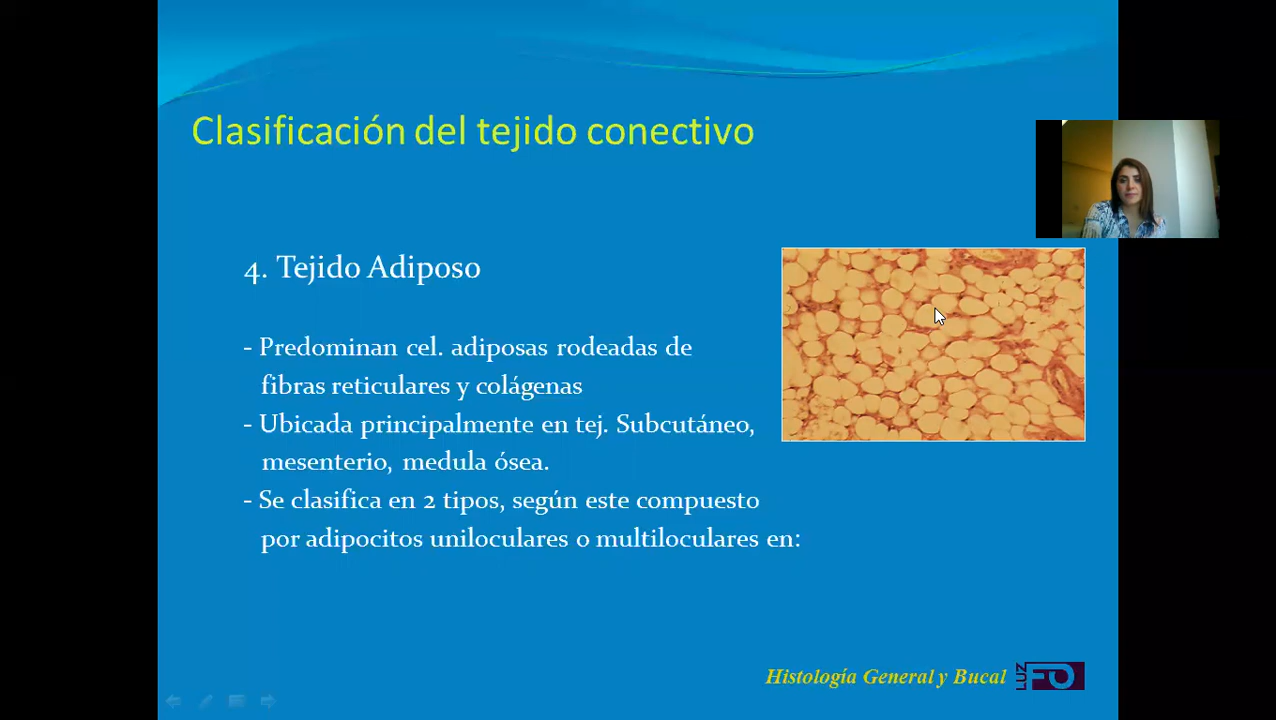 Clasificación del tejido conectivo
4. Tejido Adiposo
- Predominan cel. adiposas rodeadas de
fibras reticulares y colágenas
- Ubicada principalmente en tej. Subcutáneo,
mesenterio, medula ósea.
- Se clasifica en 2 tipos, según este compuesto
por adipocitos uniloculares o multiloculares en:
Histología General y Bucal
LUZ
FO